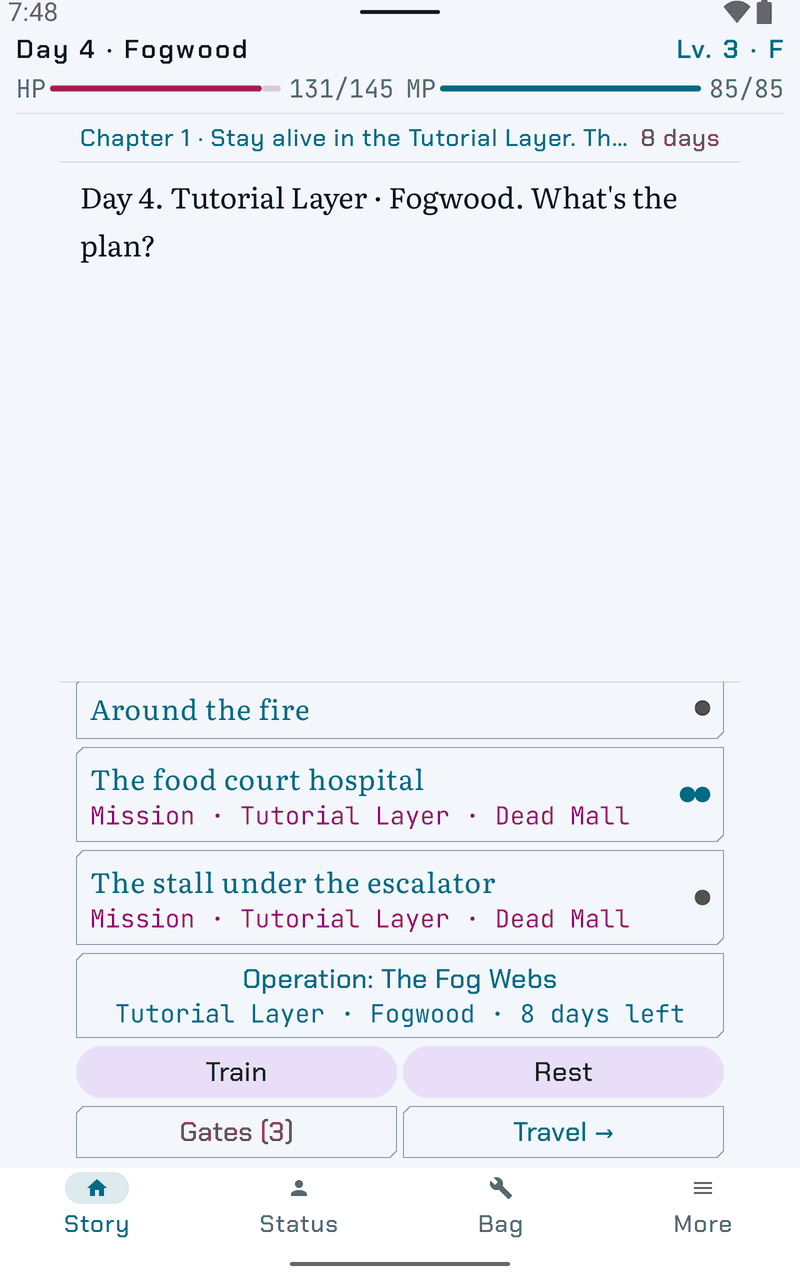 7:48
Day 4 · Fogwood
Lv. 3 · F
HP 131/145 MP 85/85
Chapter 1 · Stay alive in the Tutorial Layer. Th... 8 days
Day 4. Tutorial Layer · Fogwood. What's the
plan?
Around the fire
The food court hospital
Mission · Tutorial Layer · Dead Mall
The stall under the escalator
Mission · Tutorial Layer · Dead Mall
Operation: The Fog Webs
Tutorial Layer · Fogwood · 8 days left
Train
Rest
Gates (3)
Travel →
Story
Status
Bag
More